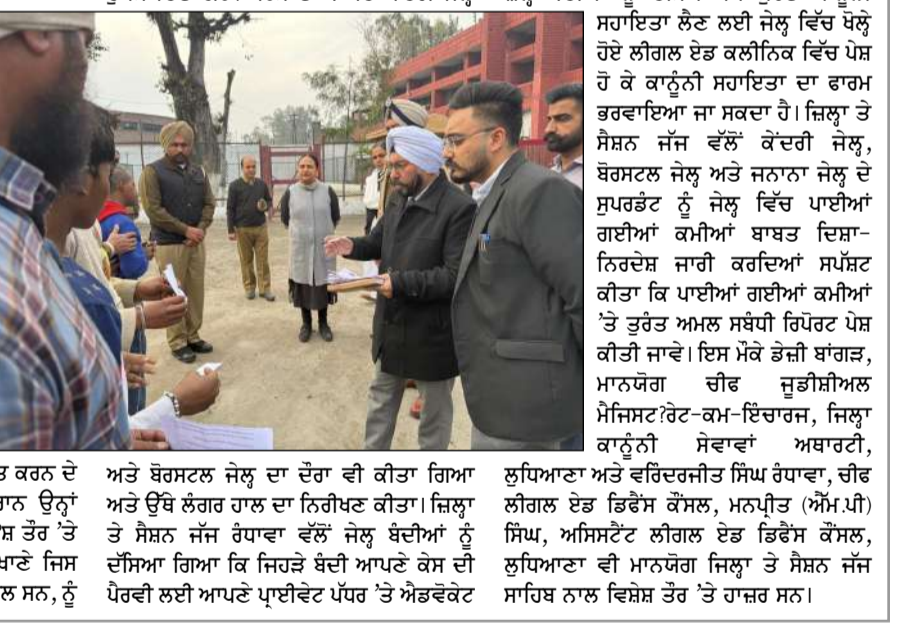 ਕਰਨ ਦੇ
ਉਨ੍ਹਾਂ
ਤੌਰ 'ਤੇ
ਜਿਸ
ਸਨ, ਨੂੰ
ਅਤੇ ਬੋਰਸਟਲ ਜੇਲ੍ਹ ਦਾ ਦੌਰਾ ਵੀ ਕੀਤਾ ਗਿਆ
ਅਤੇ ਉੱਥੇ ਲੰਗਰ ਹਾਲ ਦਾ ਨਿਰੀਖਣ ਕੀਤਾ। ਜ਼ਿਲ੍ਹਾ
ਤੇ ਸੈਸ਼ਨ ਜੱਜ ਰੰਧਾਵਾ ਵੱਲੋਂ ਜੇਲ੍ਹ ਬੰਦੀਆਂ ਨੂੰ
ਦੱਸਿਆ ਗਿਆ ਕਿ ਜਿਹੜੇ ਬੰਦੀ ਆਪਣੇ ਕੇਸ ਦੀ
ਪੈਰਵੀ ਲਈ ਆਪਣੇ ਪ੍ਰਾਈਵੇਟ ਪੱਧਰ 'ਤੇ ਐਡਵੋਕੇਟ
ਸਹਾਇਤਾ ਲੈਣ ਲਈ ਜੇਲ੍ਹ ਵਿੱਚ ਖੋਲ੍ਹੇ
ਹੋਏ ਲੀਗਲ ਏਡ ਕਲੀਨਿਕ ਵਿੱਚ ਪੇਸ਼
ਹੋ ਕੇ ਕਾਨੂੰਨੀ ਸਹਾਇਤਾ ਦਾ ਫਾਰਮ
ਭਰਵਾਇਆ ਜਾ ਸਕਦਾ ਹੈ। ਜ਼ਿਲ੍ਹਾ ਤੇ
ਸੈਸ਼ਨ ਜੱਜ ਵੱਲੋਂ ਕੇਂਦਰੀ ਜੇਲ੍ਹ,
ਬੋਰਸਟਲ ਜੇਲ੍ਹ ਅਤੇ ਜਨਾਨਾ ਜੇਲ੍ਹ ਦੇ
ਸੁਪਰਡੰਟ ਨੂੰ ਜੇਲ੍ਹ ਵਿੱਚ ਪਾਈਆਂ
ਗਈਆਂ ਕਮੀਆਂ ਬਾਬਤ ਦਿਸ਼ਾ-
ਨਿਰਦੇਸ਼ ਜਾਰੀ ਕਰਦਿਆਂ ਸਪੱਸ਼ਟ
ਕੀਤਾ ਕਿ ਪਾਈਆਂ ਗਈਆਂ ਕਮੀਆਂ
'ਤੇ ਤੁਰੰਤ ਅਮਲ ਸਬੰਧੀ ਰਿਪੋਰਟ ਪੇਸ਼
ਕੀਤੀ ਜਾਵੇ। ਇਸ ਮੌਕੇ ਡੇਜ਼ੀ ਬਾਂਗੜ,
ਮਾਨਯੋਗ ਚੀਫ ਜੂਡੀਸ਼ੀਅਲ
ਮੈਜਿਸਟ?ਰੇਟ-ਕਮ-ਇੰਚਾਰਜ, ਜਿਲ੍ਹਾ
ਕਾਨੂੰਨੀ ਸੇਵਾਵਾਂ ਅਥਾਰਟੀ,
ਲੁਧਿਆਣਾ ਅਤੇ ਵਰਿੰਦਰਜੀਤ ਸਿੰਘ ਰੰਧਾਵਾ, ਚੀਫ
ਲੀਗਲ ਏਡ ਡਿਫੈਂਸ ਕੌਂਸਲ, ਮਨਪ੍ਰੀਤ (ਐੱਮ.ਪੀ)
ਸਿੰਘ, ਅਸਿਸਟੈਂਟ ਲੀਗਲ ਏਡ ਡਿਫੈਂਸ ਕੌਂਸਲ,
ਲੁਧਿਆਣਾ ਵੀ ਮਾਨਯੋਗ ਜਿਲ੍ਹਾ ਤੇ ਸੈਸ਼ਨ ਜੱਜ
ਸਾਹਿਬ ਨਾਲ ਵਿਸ਼ੇਸ਼ ਤੌਰ 'ਤੇ ਹਾਜ਼ਰ ਸਨ।